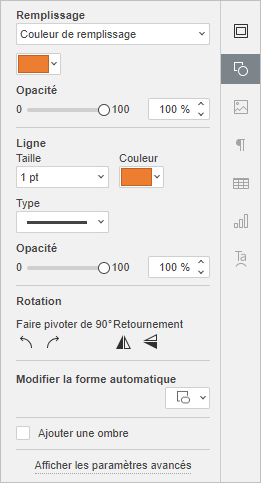 Remplissage
Couleur de remplissage
Opacité
0 100 100 %
Ligne
Taille Couleur
1 pt
Type
Opacité
0 100 100 %
Rotation
Faire pivoter de 90° Retournement
Modifier la forme automatique
Ajouter une ombre
Afficher les paramètres avancés
Ta